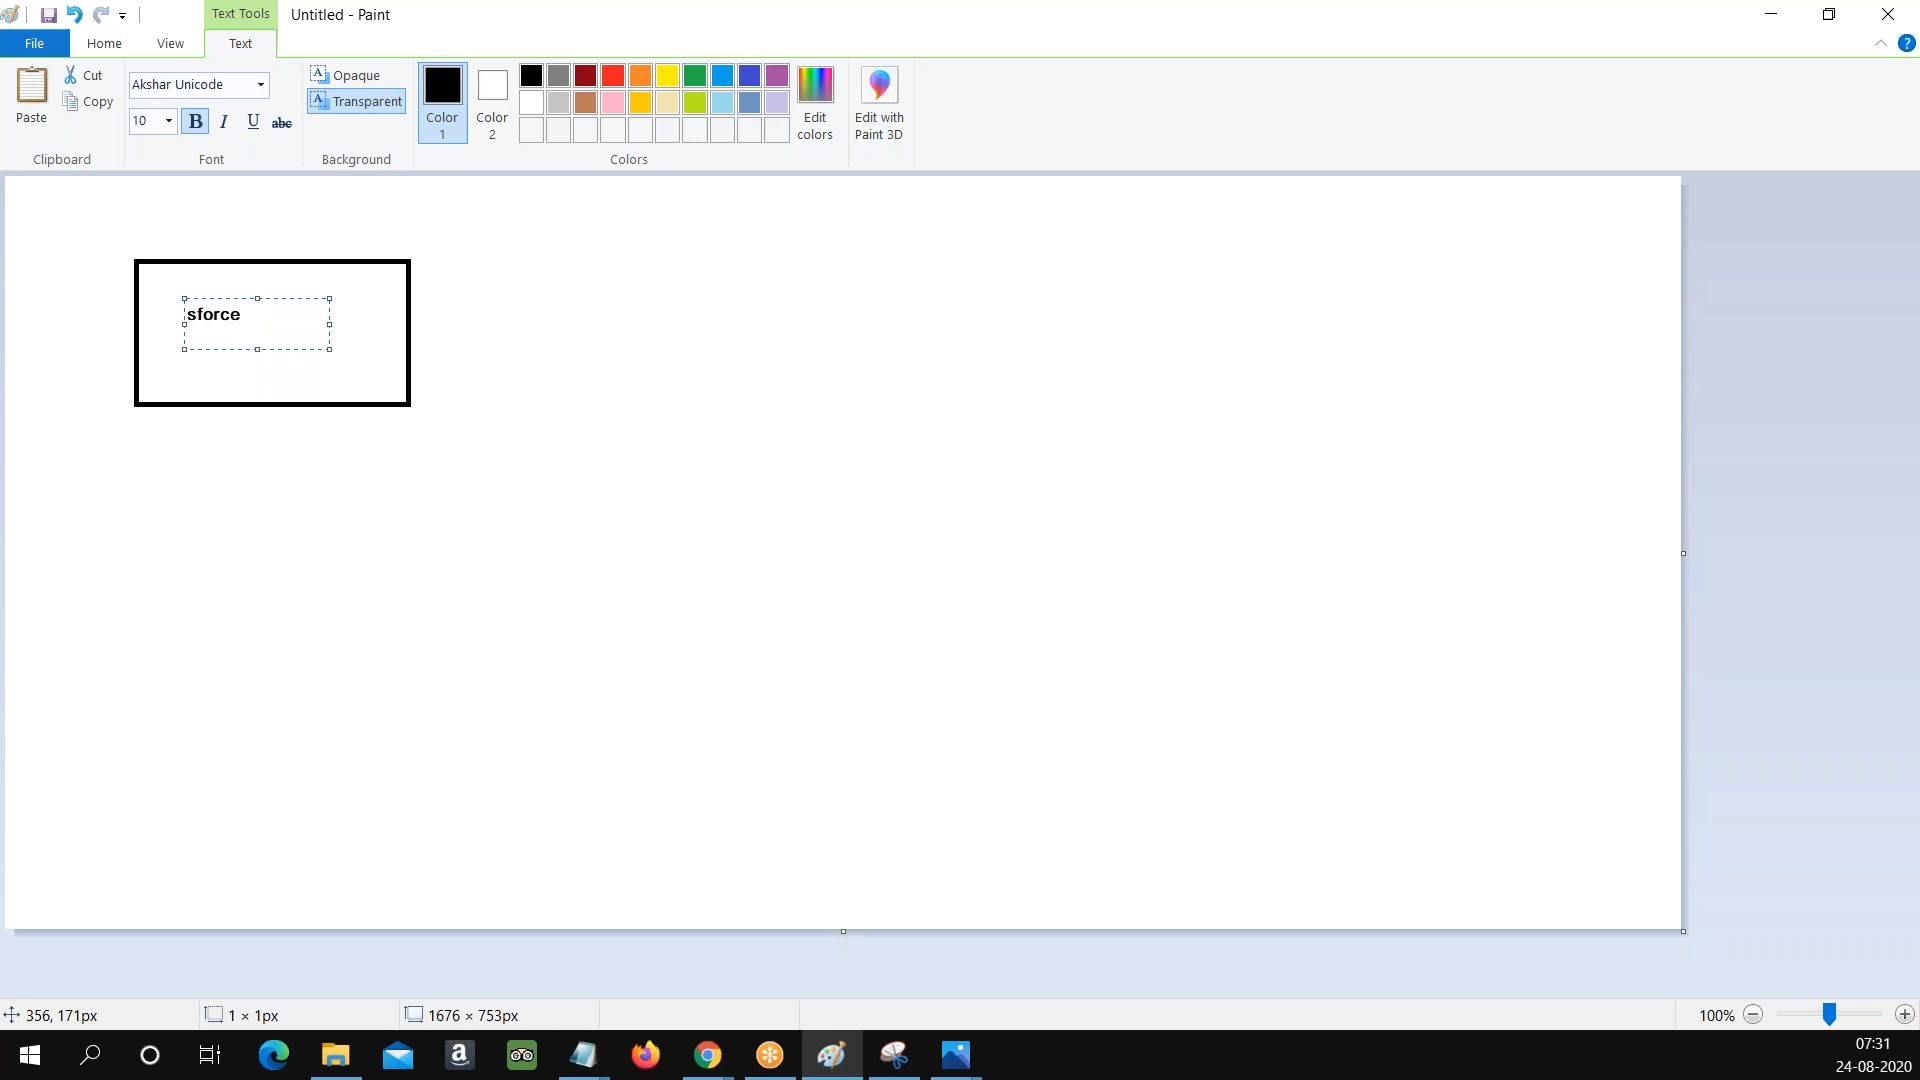 Text Tools
Untitled - Paint
File
Home
View
Text
Paste
Cut
Copy
Clipboard
Akshar Unicode
10
B
I
U
abc
Font
Opaque
Transparent
Background
Color
1
Color
2
Edit
colors
Colors
Edit with
Paint 3D
sforce
356, 171px
1 × 1px
1676 × 753px
100%
07:31
24-08-2020